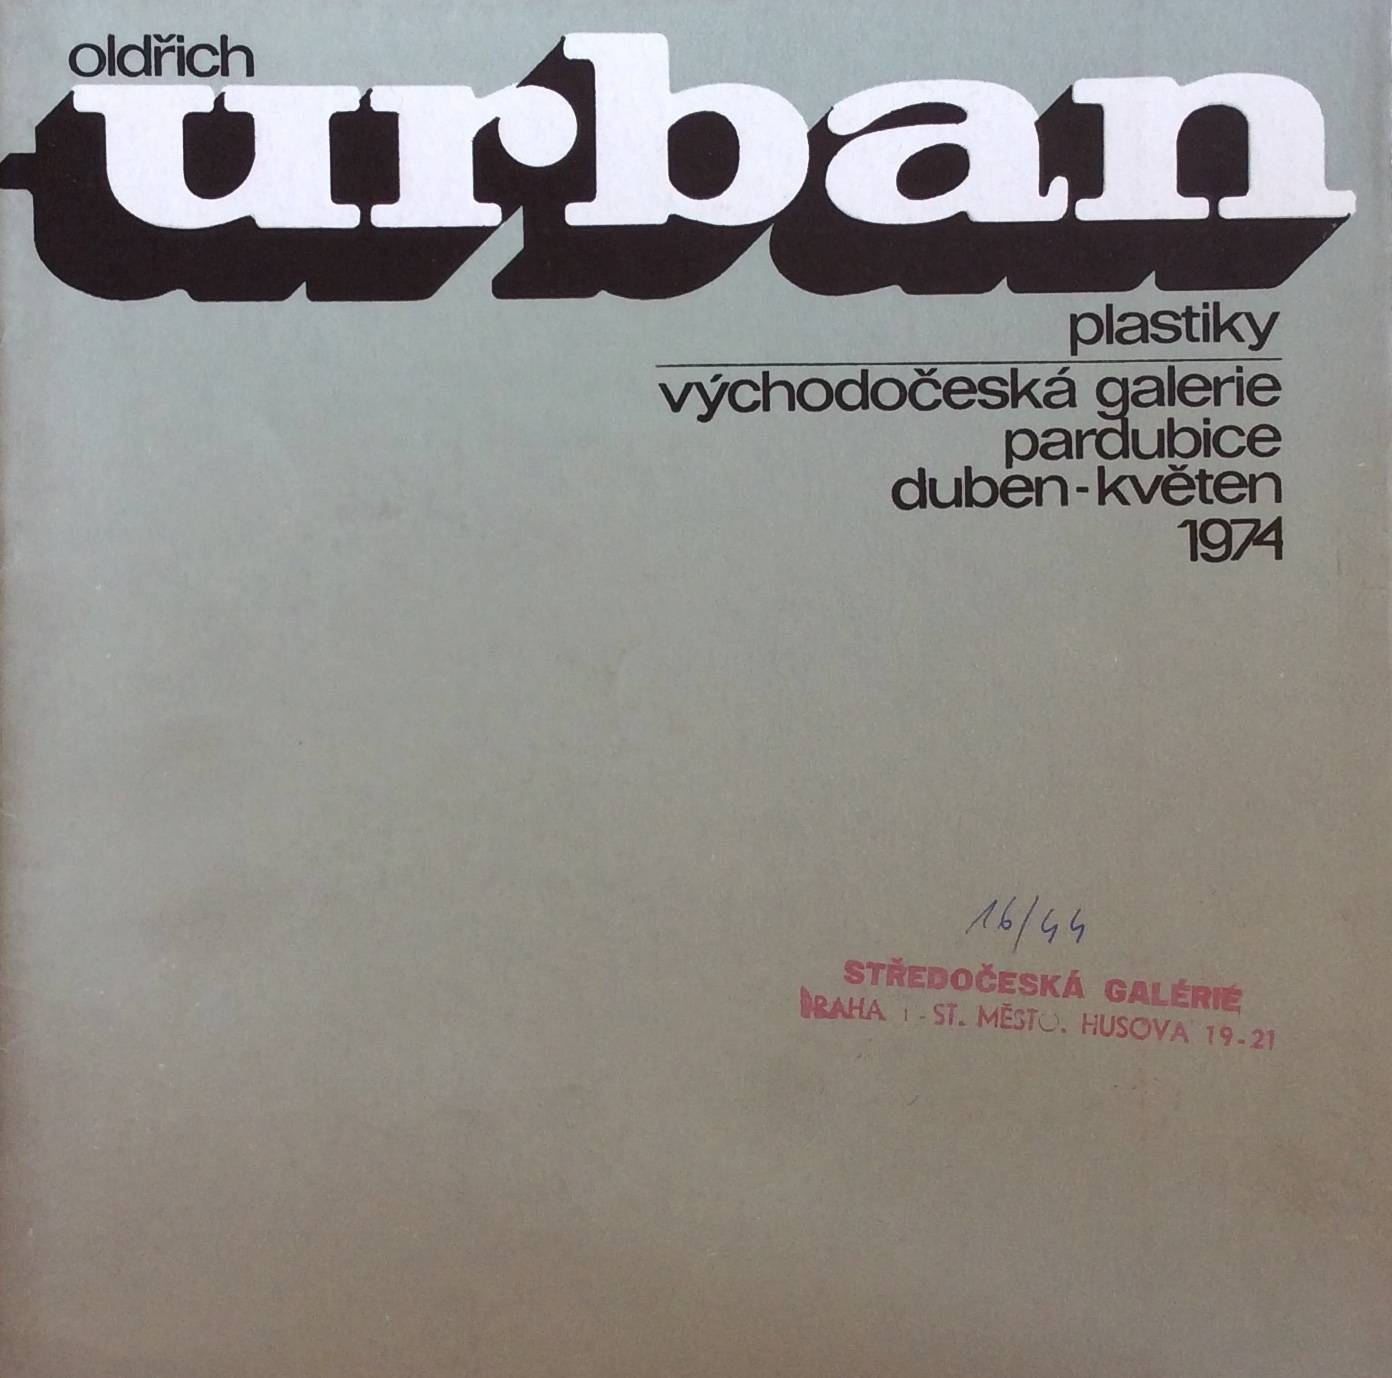 oldřich
urban
plastiky
východočeská galerie
pardubice
duben-květen
1974
16/44
STŘEDOČESKÁ GALÉRIE
PRAHA 1 - ST. MĚSTO. HUSOVA 19-21